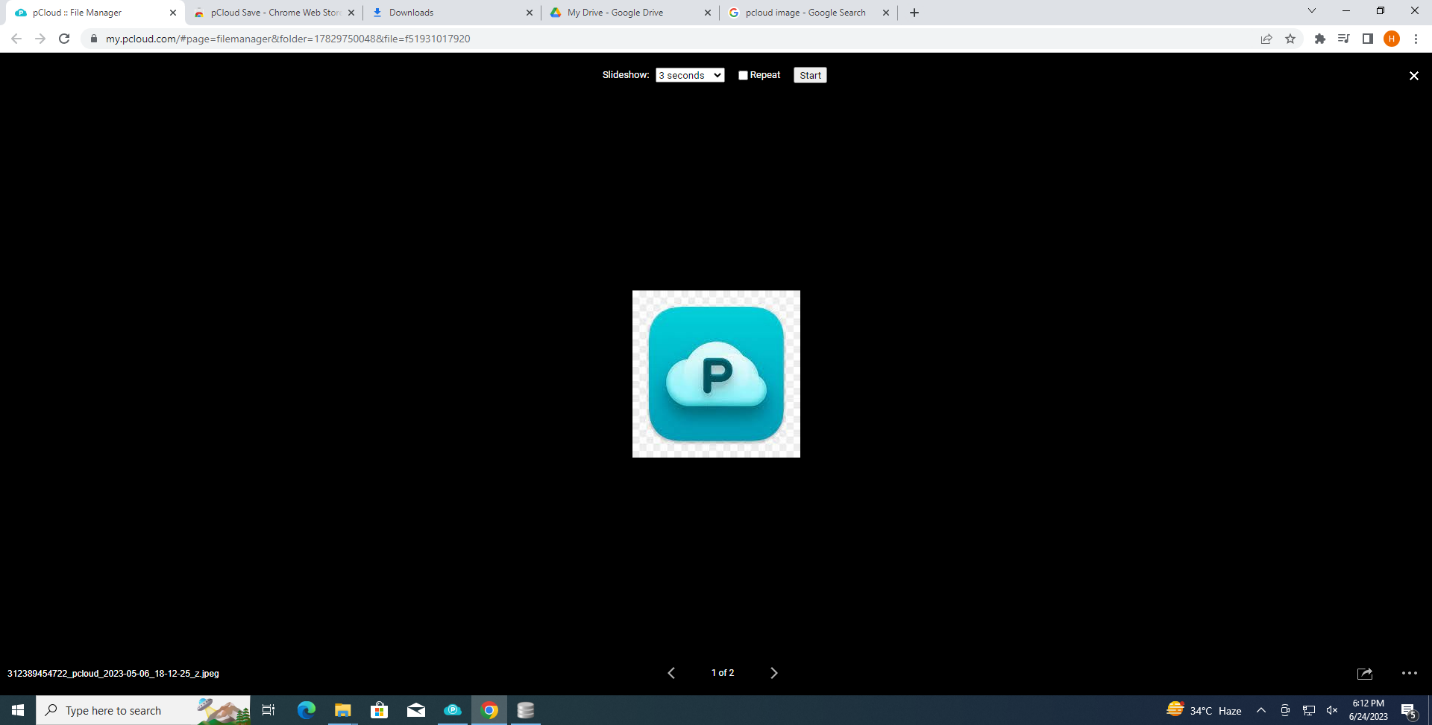 pCloud :: File Manager
pCloud Save - Chrome Web Stor
Downloads
My Drive - Google Drive
pcloud image - Google Search
my.pcloud.com/#page=filemanager&folder=17829750048&file=f51931017920
H
Slideshow: 3 seconds Repeat Start
P
312389454722_pcloud_2023-05-06_18-12-25_z.jpeg
1 of 2
Type here to search
34°C Haze
6:12 PM
6/24/2023
5